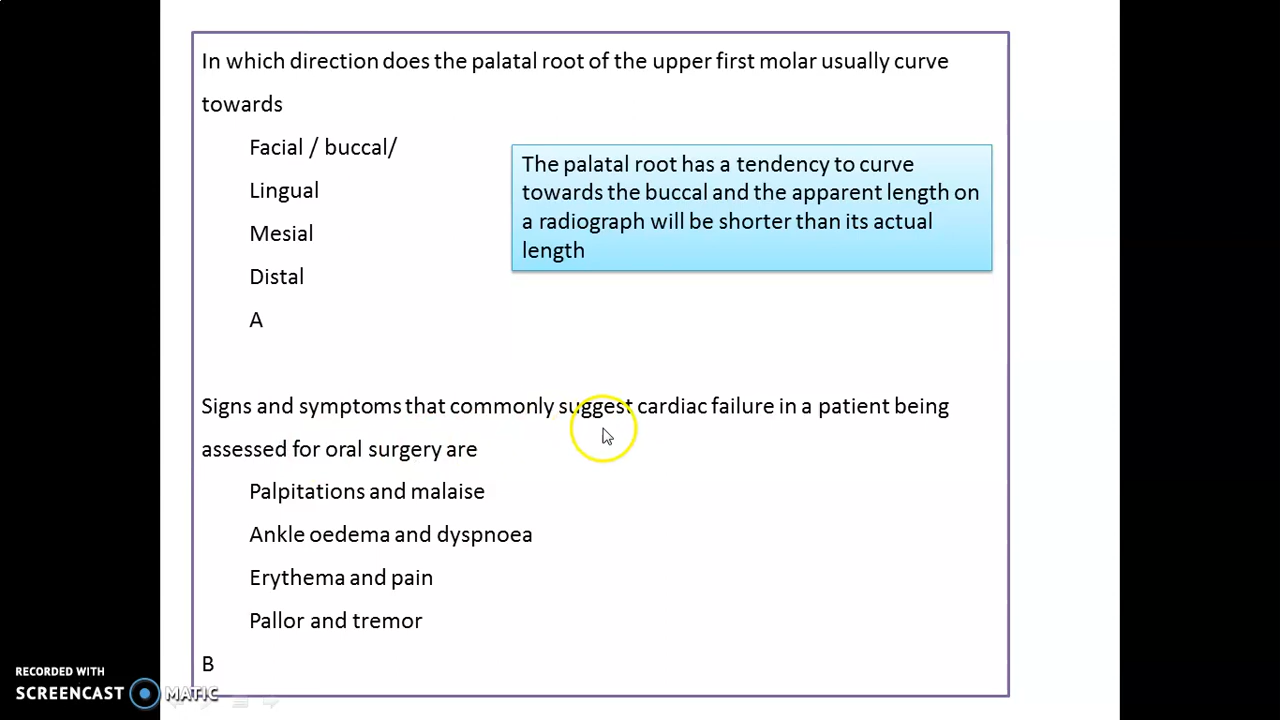 In which direction does the palatal root of the upper first molar usually curve
towards
Facial / buccal/
Lingual
Mesial
Distal
A
The palatal root has a tendency to curve
towards the buccal and the apparent length on
a radiograph will be shorter than its actual
length
Signs and symptoms that commonly suggest cardiac failure in a patient being
assessed for oral surgery are
Palpitations and malaise
Ankle oedema and dyspnoea
Erythema and pain
Pallor and tremor
B
RECORDED WITH
SCREENCAST MATIC